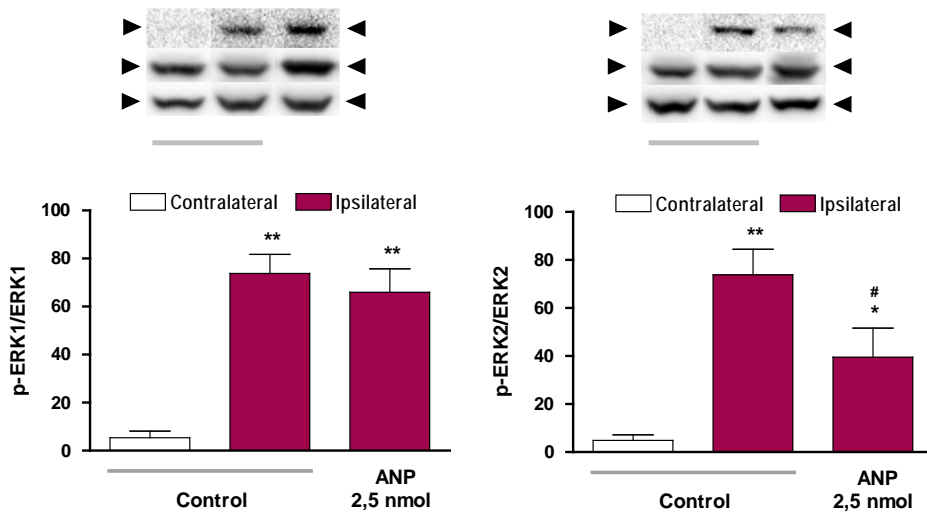 Contralateral Ipsilateral
p-ERK1/ERK1
100
80
60
40
20
0
**
**
Control
ANP
2,5 nmol
Contralateral Ipsilateral
p-ERK2/ERK2
100
80
60
40
20
0
**
#
*
Control
ANP
2,5 nmol